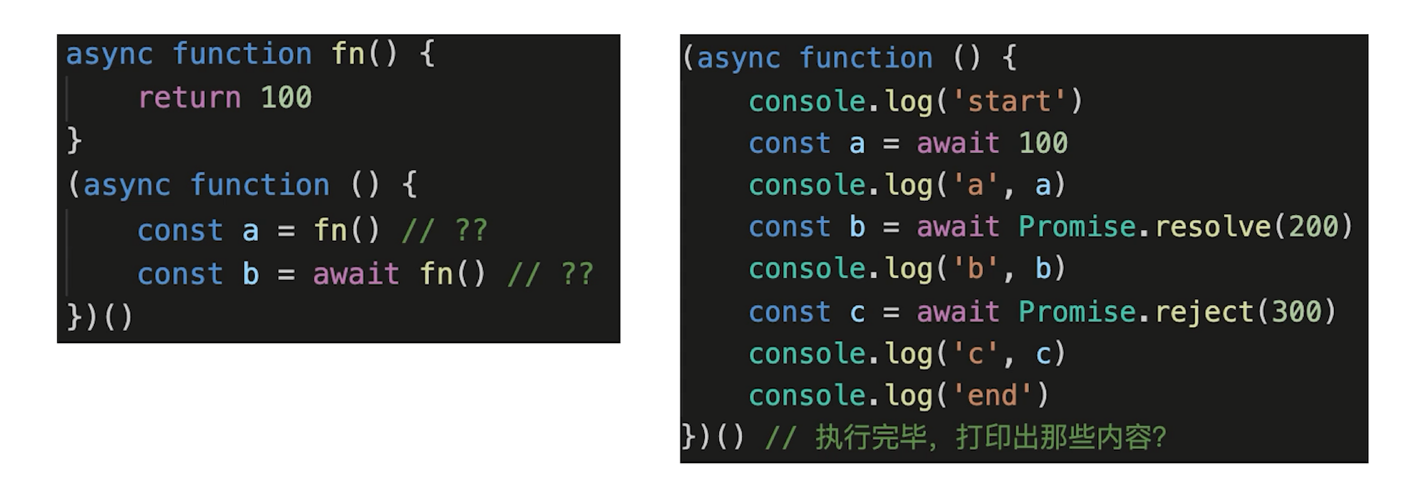 async function fn() {
    return 100
}
(async function () {
    const a = fn() // ??
    const b = await fn() // ??
})()
(async function () {
    console.log('start')
    const a = await 100
    console.log('a', a)
    const b = await Promise.resolve(200)
    console.log('b', b)
    const c = await Promise.reject(300)
    console.log('c', c)
    console.log('end')
})() // 执行完毕，打印出那些内容?